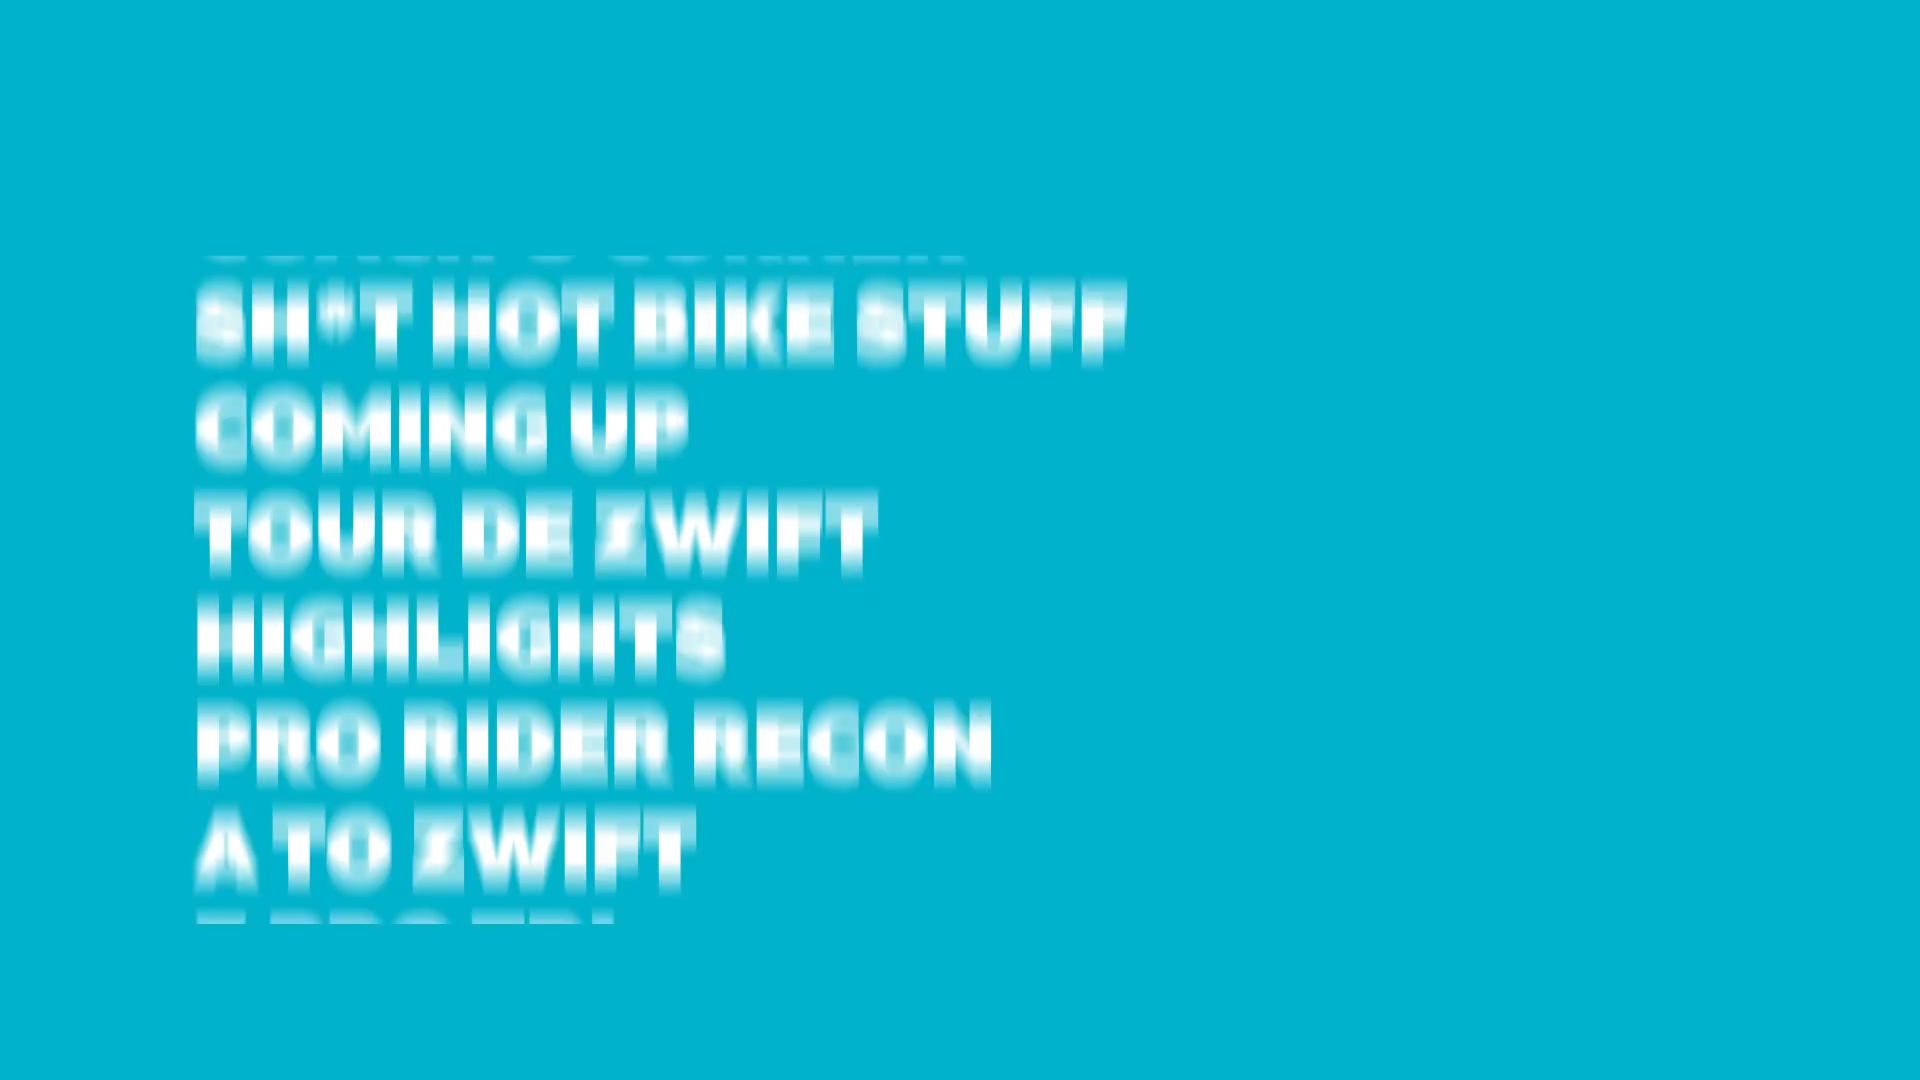 SH*T HOT BIKE STUFF
COMING UP
TOUR DE ZWIFT
HIGHLIGHTS
PRO RIDER RECON
A TO ZWIFT